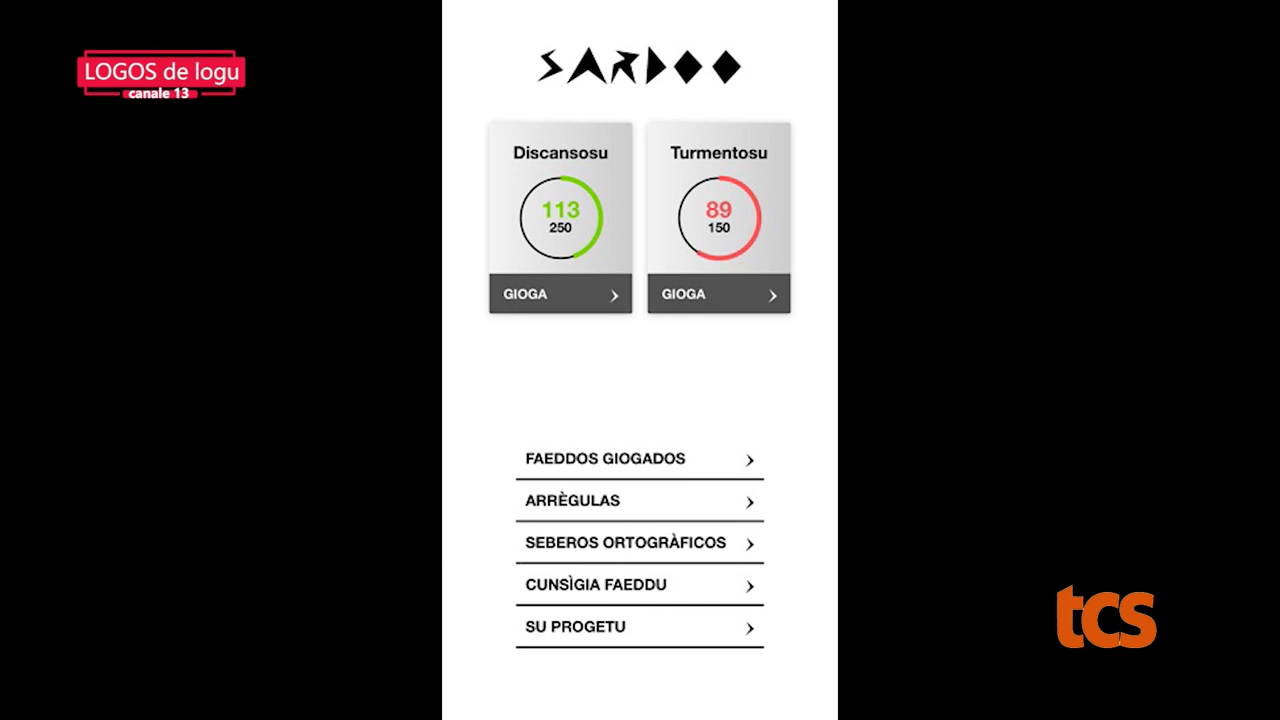 LOGOS de logu
canale 13
SARDOO
Discansosu
113
250
GIOGA
Turmentosu
89
150
GIOGA
FAEDDOS GIOGADOS
ARRÈGULAS
SEBEROS ORTOGRÀFICOS
CUNSÌGIA FAEDDU
SU PROGETU
tcs